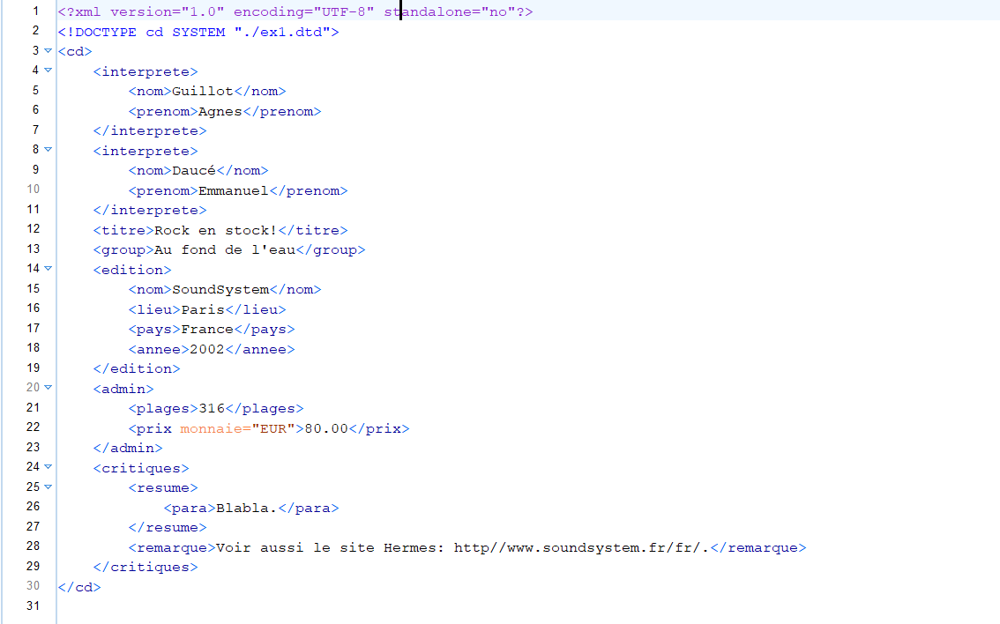 1 <?xml version="1.0" encoding="UTF-8" standalone="no"?>
2 <!DOCTYPE cd SYSTEM "./ex1.dtd">
3 <cd>
4 <interprete>
5 <nom>Guillot</nom>
6 <prenom>Agnes</prenom>
7 </interprete>
8 <interprete>
9 <nom>Daucé</nom>
10 <prenom>Emmanuel</prenom>
11 </interprete>
12 <titre>Rock en stock!</titre>
13 <group>Au fond de l'eau</group>
14 <edition>
15 <nom>SoundSystem</nom>
16 <lieu>Paris</lieu>
17 <pays>France</pays>
18 <annee>2002</annee>
19 </edition>
20 <admin>
21 <plages>316</plages>
22 <prix monnaie="EUR">80.00</prix>
23 </admin>
24 <critiques>
25 <resume>
26 <para>Blabla.</para>
27 </resume>
28 <remarque>Voir aussi le site Hermes: http//www.soundsystem.fr/fr/.</remarque>
29 </critiques>
30 </cd>
31